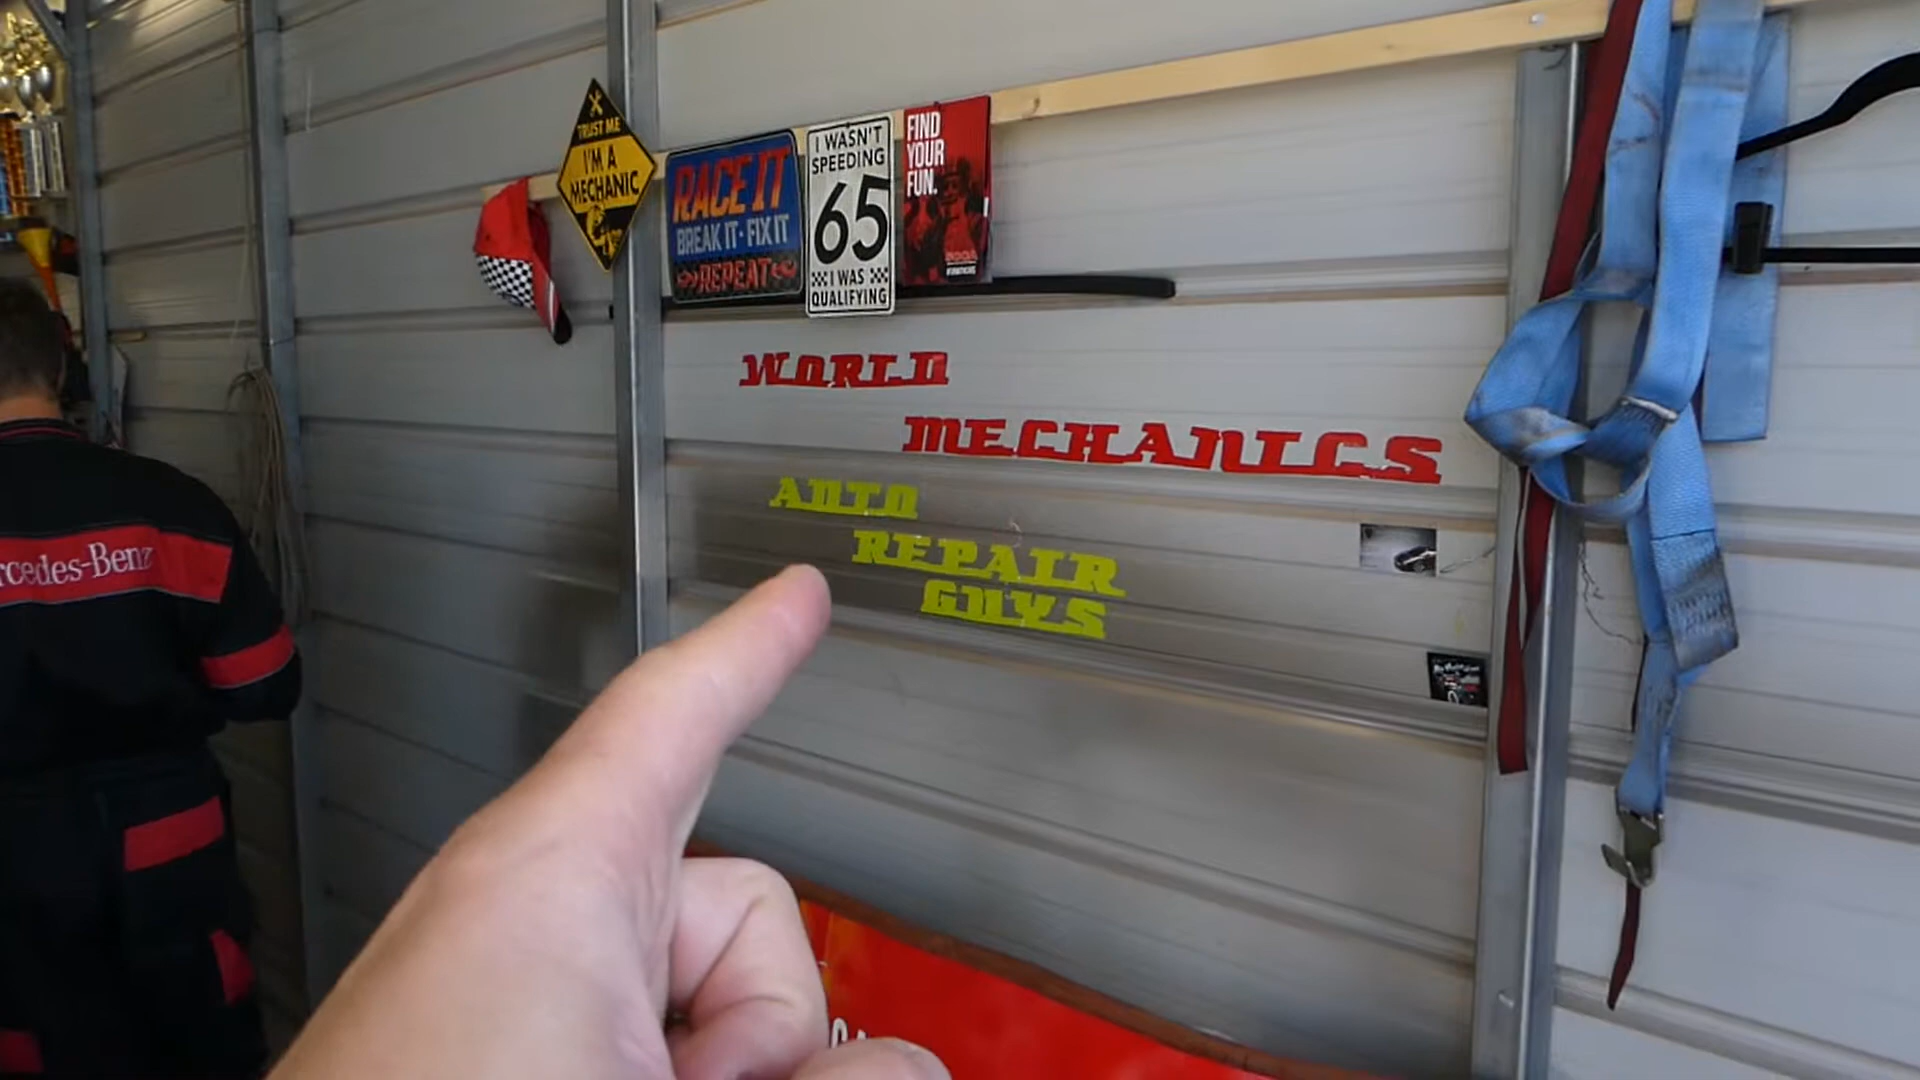 TRUST ME
I'M A
MECHANIC
RACE IT
BREAK IT · FIX IT
REPEAT
I WASN'T
SPEEDING
65
I WAS
QUALIFYING
FIND
YOUR
FUN.
WORLD
MECHANICS
AUTO
REPAIR
GUYS
rcedes-Benz